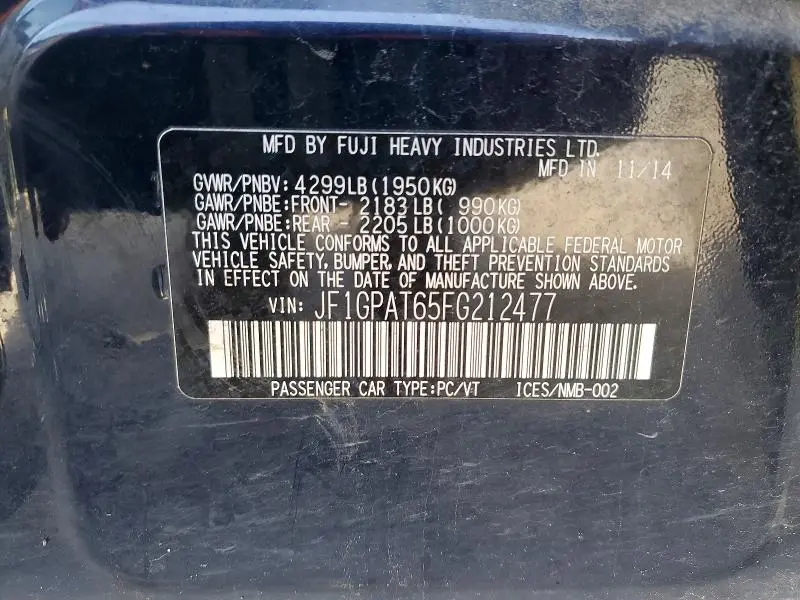 MFD BY FUJI HEAVY INDUSTRIES LTD.
MFD IN 11/14
GVWR/PNBV: 4299LB(1950KG)
GAWR/PNBE:FRONT- 2183LB( 990KG)
GAWR/PNBE:REAR - 2205LB(1000KG)
THIS VEHICLE CONFORMS TO ALL APPLICABLE FEDERAL MOTOR
VEHICLE SAFETY, BUMPER, AND THEFT PREVENTION STANDARDS
IN EFFECT ON THE DATE OF MANUFACTURE SHOWN ABOVE.
VIN: JF1GPAT65FG212477
PASSENGER CAR TYPE:PC/VT ICES/NMB-002